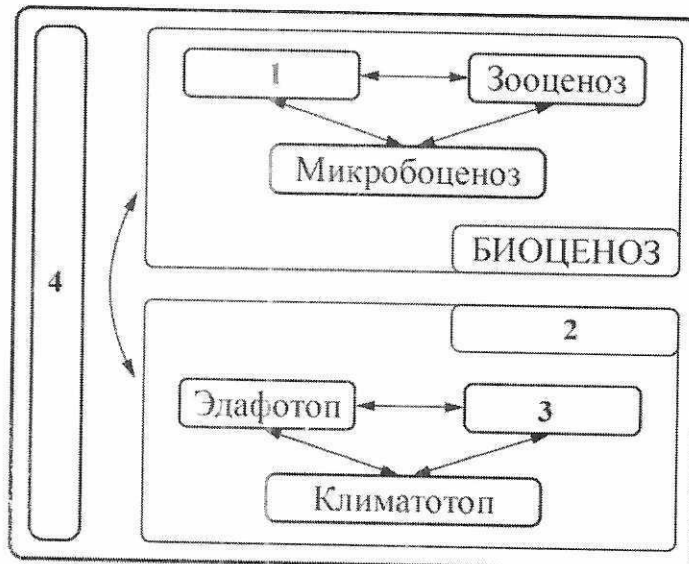 1
Зооценоз
Микробоценоз
БИОЦЕНОЗ
4
2
Эдафотоп
3
Климатотоп